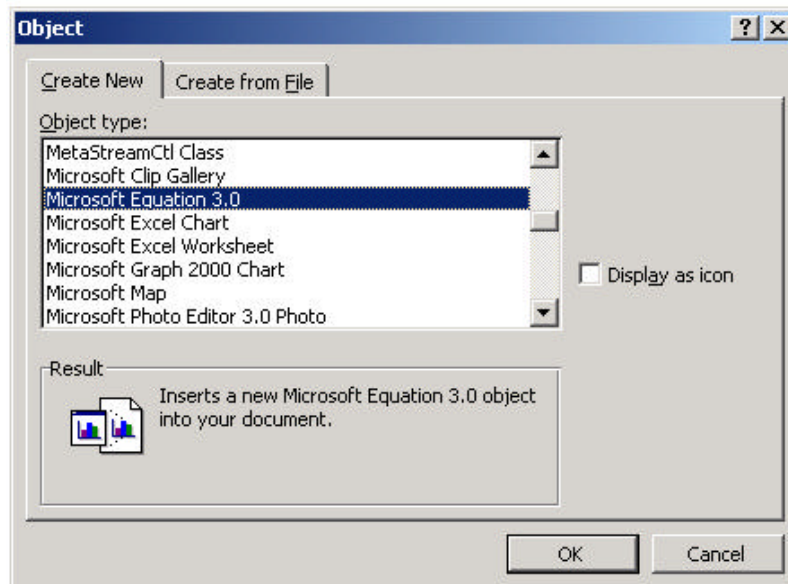 Object
Create New
Create from File
Object type:
MetaStreamCtl Class
Microsoft Clip Gallery
Microsoft Equation 3.0
Microsoft Excel Chart
Microsoft Excel Worksheet
Microsoft Graph 2000 Chart
Microsoft Map
Microsoft Photo Editor 3.0 Photo
Display as icon
Result
Inserts a new Microsoft Equation 3.0 object
into your document.
OK
Cancel